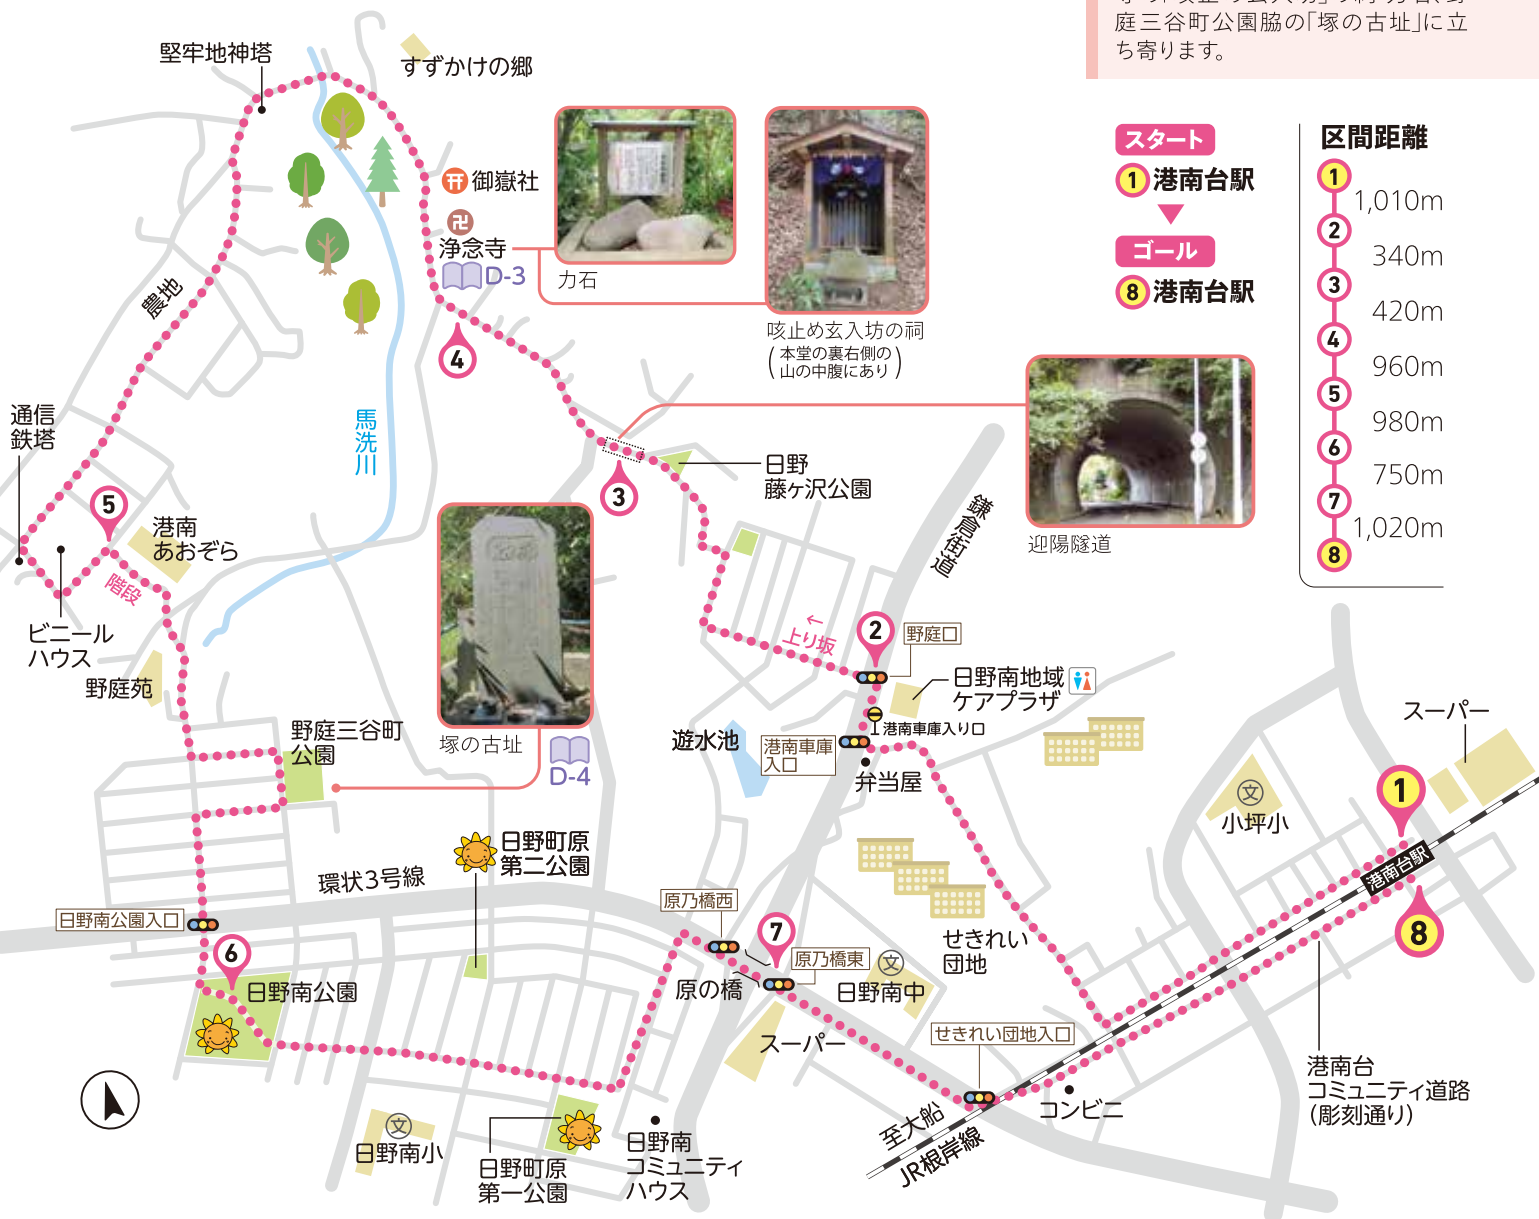 庭三谷町公園脇の「塚の古址」に立
ち寄ります。
スタート
1 港南台駅
ゴール
8 港南台駅
区間距離
1
1,010m
2
340m
3
420m
4
960m
5
980m
6
750m
7
1,020m
8
堅牢地神塔
すずかけの郷
御嶽社
卍
浄念寺
D-3
力石
咳止め玄入坊の祠
(本堂の裏右側の
山の中腹にあり)
農地
4
馬洗川
通信
鉄塔
5
港南
あおぞら
階段
ビニール
ハウス
野庭苑
3
日野
藤ヶ沢公園
迎陽隧道
鎌倉街道
←
上り坂
2
野庭口
日野南地域
ケアプラザ
港南車庫入り口
港南車庫
入口
弁当屋
遊水池
塚の古址
D-4
野庭三谷町
公園
スーパー
1
文
小坪小
港南台駅
8
日野町原
第二公園
環状3号線
原乃橋西
7
原乃橋東
原の橋
文
日野南中
せきれい
団地
日野南公園入口
6
日野南公園
スーパー
せきれい団地入口
コンビニ
港南台
コミュニティ道路
(彫刻通り)
至大船
JR根岸線
文
日野南小
日野町原
第一公園
日野南
コミュニティ
ハウス